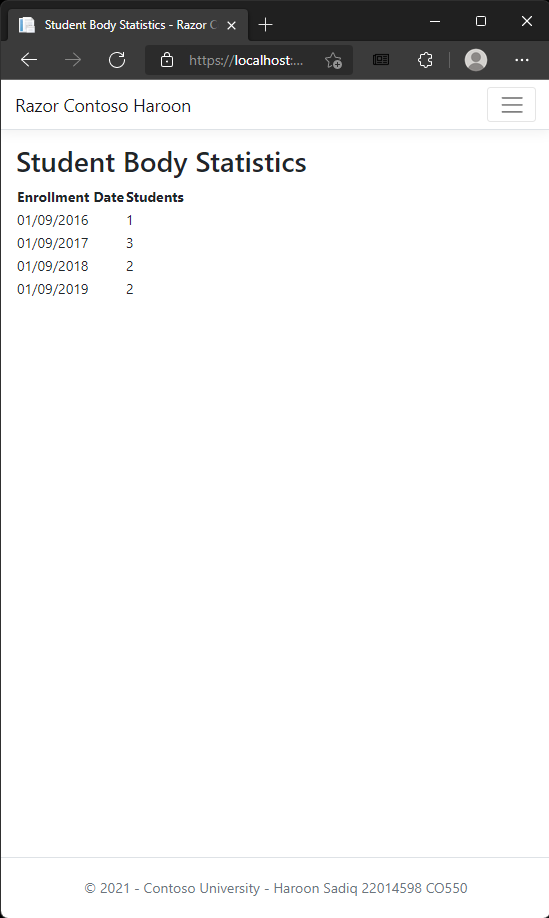 Student Body Statistics - Razor C
https://localhost:...
Razor Contoso Haroon
Student Body Statistics
Enrollment Date Students
01/09/2016 1
01/09/2017 3
01/09/2018 2
01/09/2019 2
© 2021 - Contoso University - Haroon Sadiq 22014598 CO550